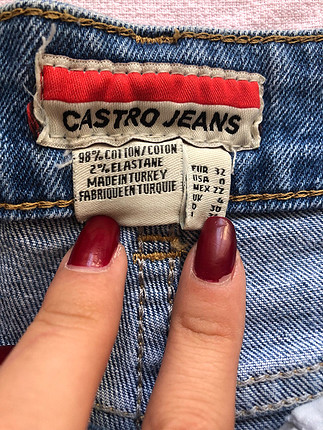 CASTRO JEANS
98% COTTON/COTON
2% ELASTANE
MADE IN TURKEY
FABRIQUE EN TURQUIE
EUR 32
USA 0
MEX 22
UK 4
D 30
I